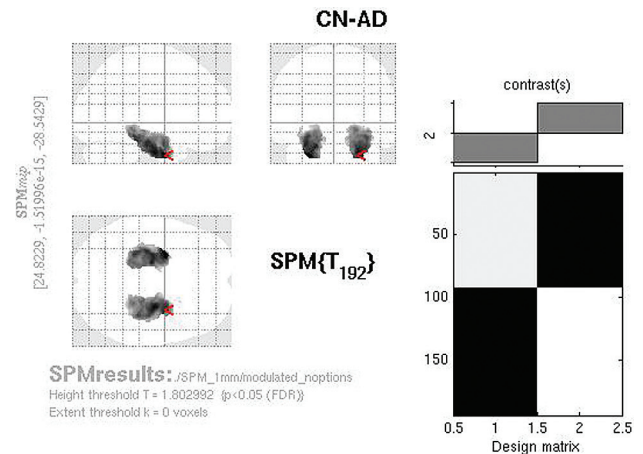 CN-AD
SPMmip
[24.8229, -1.51996e-15, -28.5429]
SPM{T192}
contrast(s)
2
50
100
150
0.5 1 1.5 2 2.5
Design matrix
SPMresults: ./SPM_1mm/modulated_noptions
Height threshold T = 1.802992 {p<0.05 (FDR)}
Extent threshold k = 0 voxels